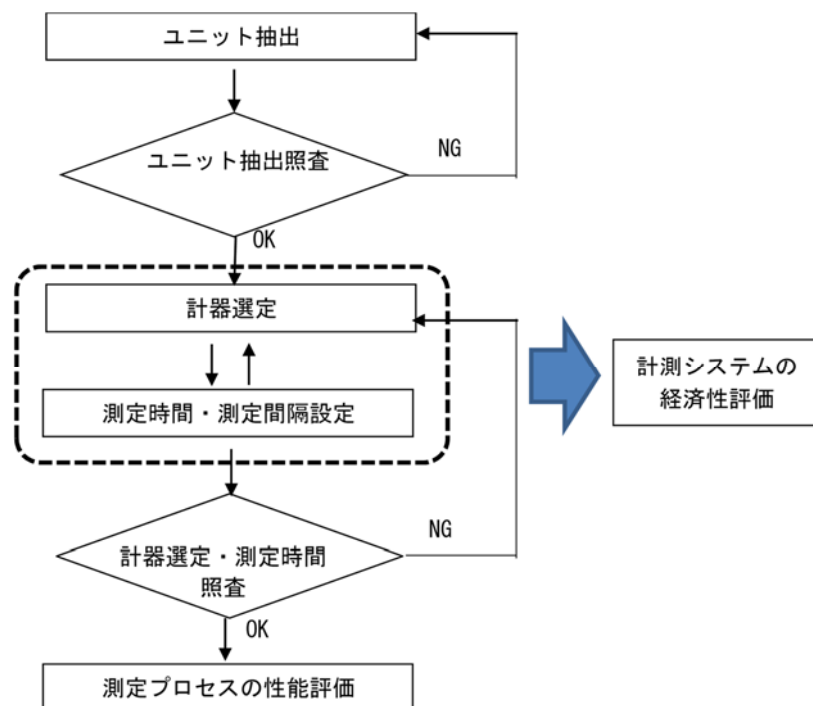 ユニット抽出
ユニット抽出照査
NG
OK
計器選定
測定時間・測定間隔設定
計測システムの
経済性評価
計器選定・測定時間
照査
NG
OK
測定プロセスの性能評価